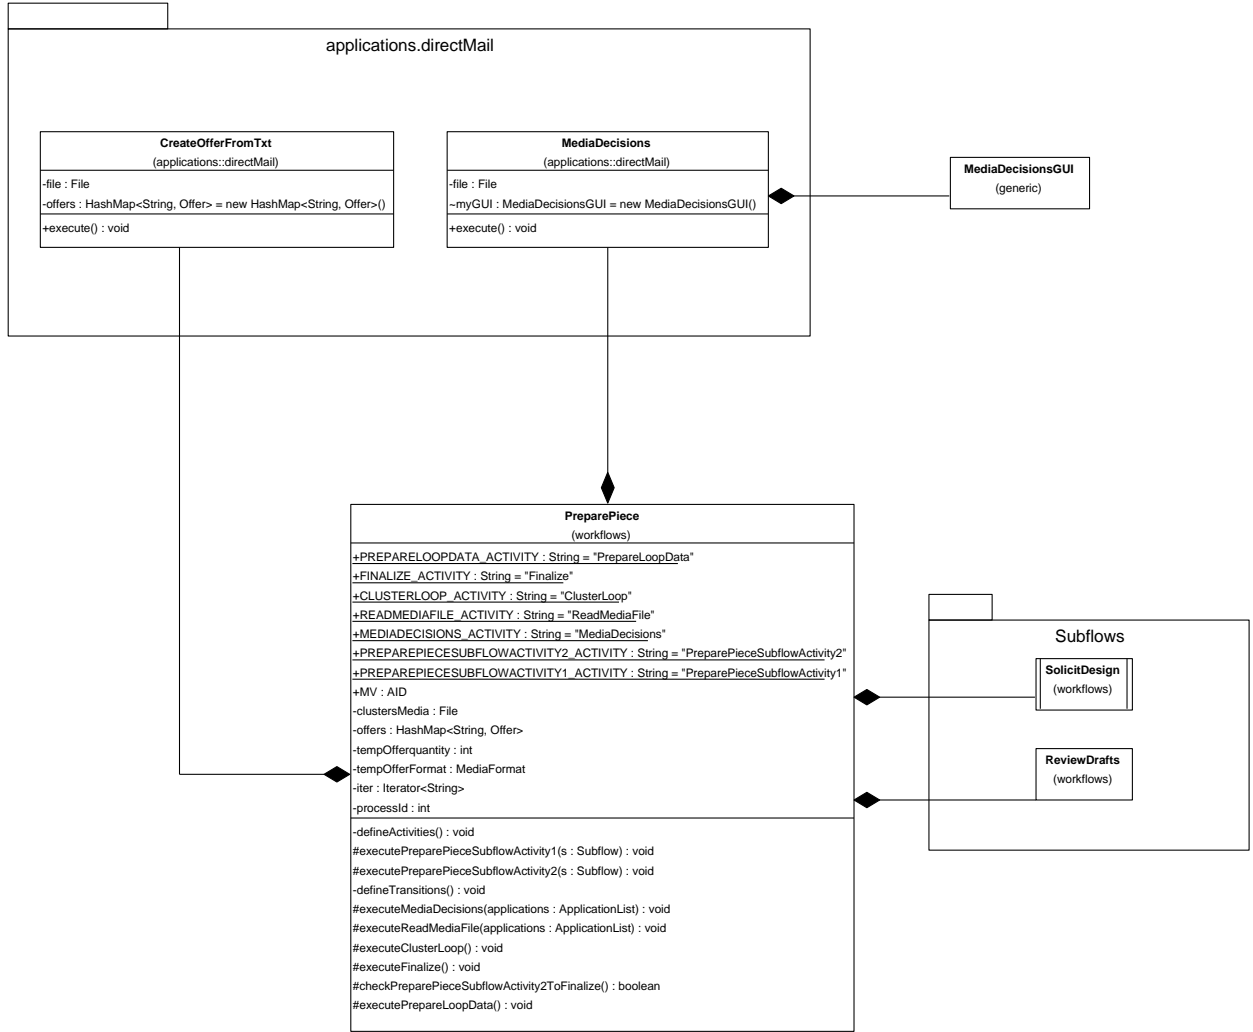 applications.directMail
CreateOfferFromTxt
(applications::directMail)
-file : File
-offers : HashMap<String, Offer> = new HashMap<String, Offer>()
+execute() : void
MediaDecisions
(applications::directMail)
-file : File
~myGUI : MediaDecisionsGUI = new MediaDecisionsGUI()
+execute() : void
MediaDecisionsGUI
(generic)
PreparePiece
(workflows)
+PREPARELOOPDATA_ACTIVITY : String = "PrepareLoopData"
+FINALIZE_ACTIVITY : String = "Finalize"
+CLUSTERLOOP_ACTIVITY : String = "ClusterLoop"
+READMEDIAFILE_ACTIVITY : String = "ReadMediaFile"
+MEDIADECISIONS_ACTIVITY : String = "MediaDecisions"
+PREPAREPIECESUBFLOWACTIVITY2_ACTIVITY : String = "PreparePieceSubflowActivity2"
+PREPAREPIECESUBFLOWACTIVITY1_ACTIVITY : String = "PreparePieceSubflowActivity1"
+MV : AID
-clustersMedia : File
-offers : HashMap<String, Offer>
-tempOfferquantity : int
-tempOfferFormat : MediaFormat
-iter : Iterator<String>
-processId : int
-defineActivities() : void
#executePreparePieceSubflowActivity1(s : Subflow) : void
#executePreparePieceSubflowActivity2(s : Subflow) : void
-defineTransitions() : void
#executeMediaDecisions(applications : ApplicationList) : void
#executeReadMediaFile(applications : ApplicationList) : void
#executeClusterLoop() : void
#executeFinalize() : void
#checkPreparePieceSubflowActivity2ToFinalize() : boolean
#executePrepareLoopData() : void
Subflows
SolicitDesign
(workflows)
ReviewDrafts
(workflows)